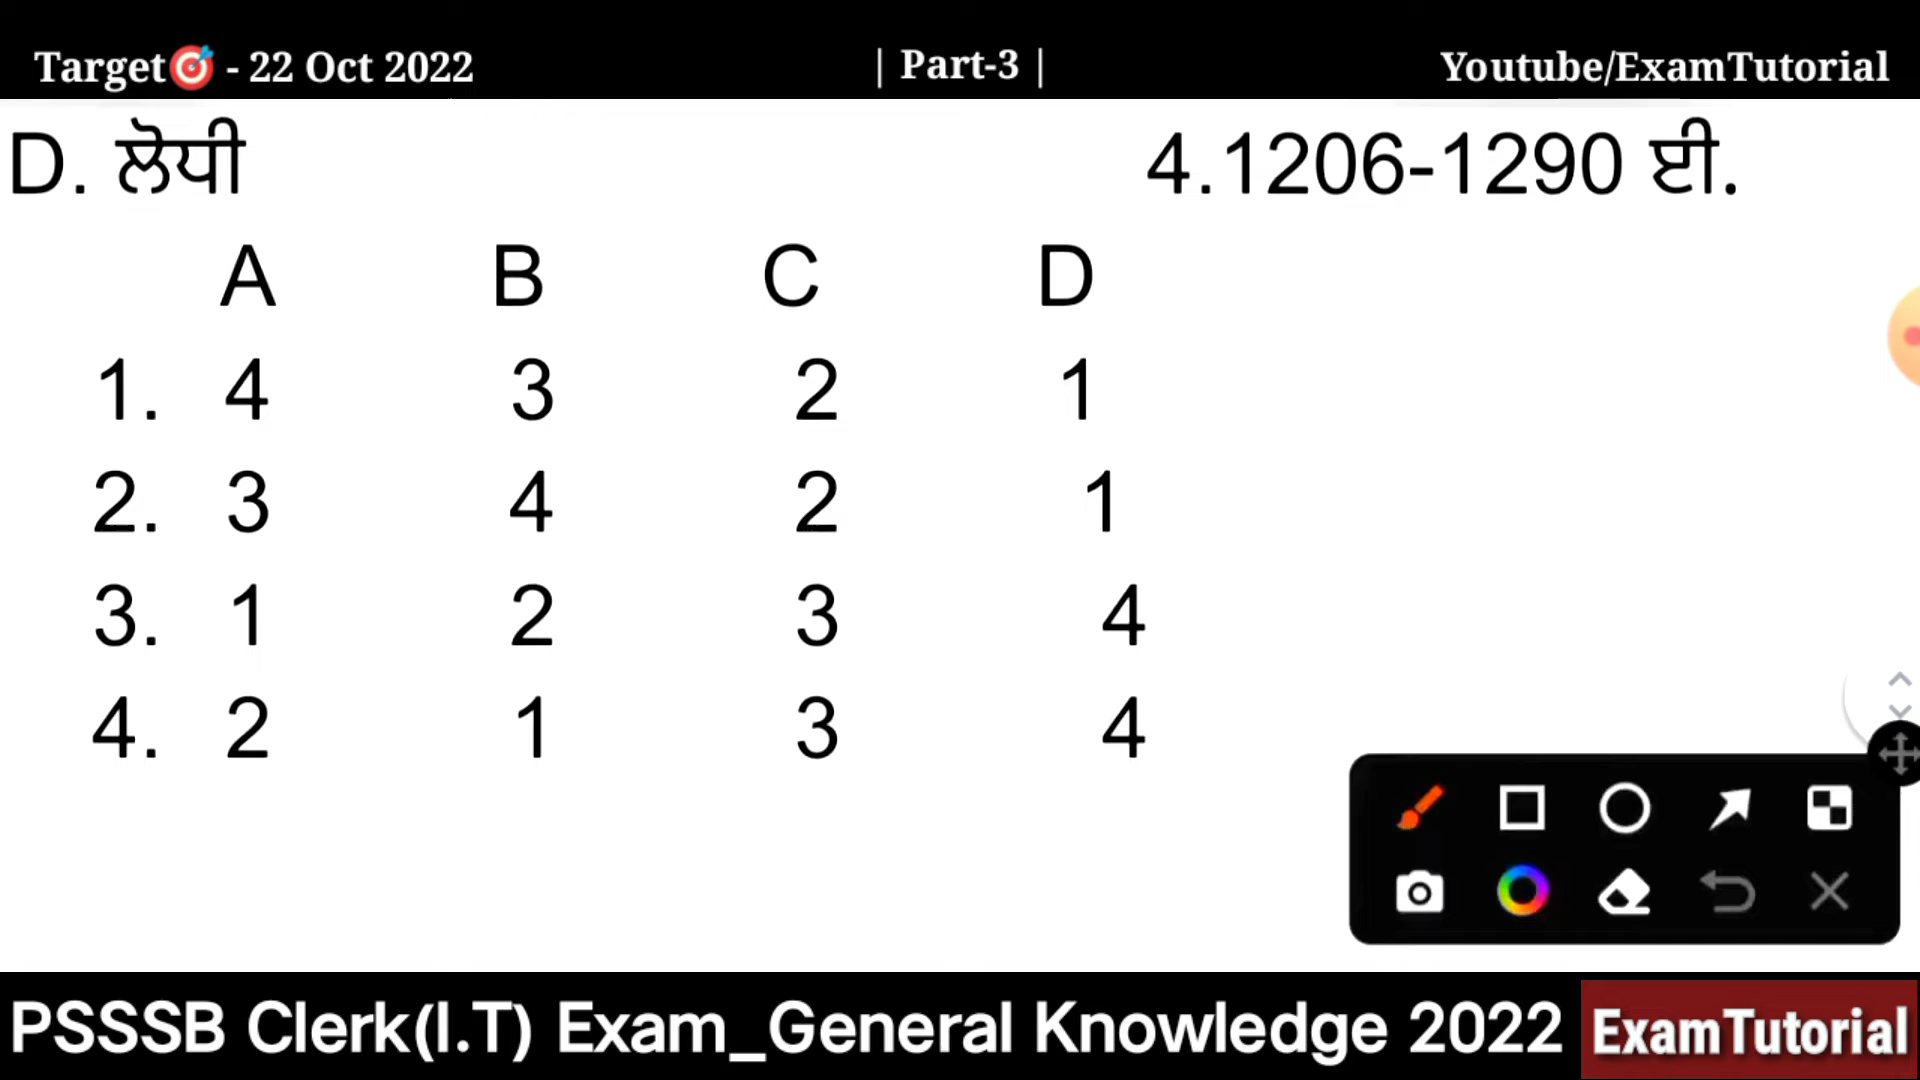 Target🎯 - 22 Oct 2022 | Part-3 | Youtube/ExamTutorial
D. ਲੋਧੀ 4.1206-1290 ਈ.
A B C D
1. 4 3 2 1
2. 3 4 2 1
3. 1 2 3 4
4. 2 1 3 4
PSSSB Clerk(I.T) Exam_General Knowledge 2022 ExamTutorial